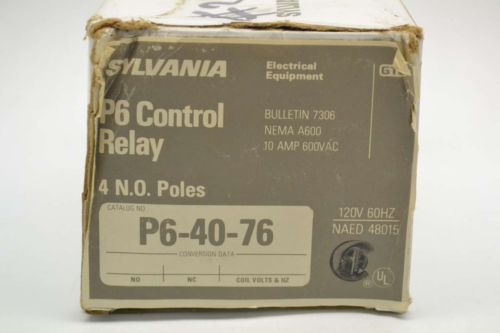 SYLVANIA
Electrical
Equipment
GTE
P6 Control
Relay
BULLETIN 7306
NEMA A600
10 AMP 600VAC
4 N.O. Poles
CATALOG NO.
P6-40-76
CONVERSION DATA
NO NC COIL VOLTS & HZ
120V 60HZ
NAED 48015
UL
SYLVANIA